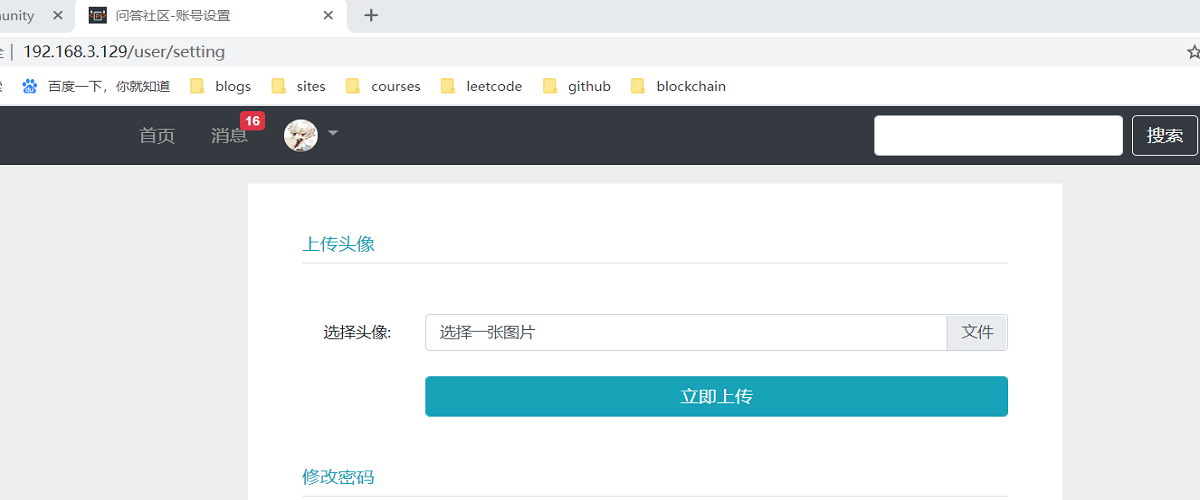 unity
问答社区-账号设置
192.168.3.129/user/setting
百度一下，你就知道 blogs sites courses leetcode github blockchain
首页 消息 16 搜索
上传头像
选择头像: 选择一张图片 文件
立即上传
修改密码